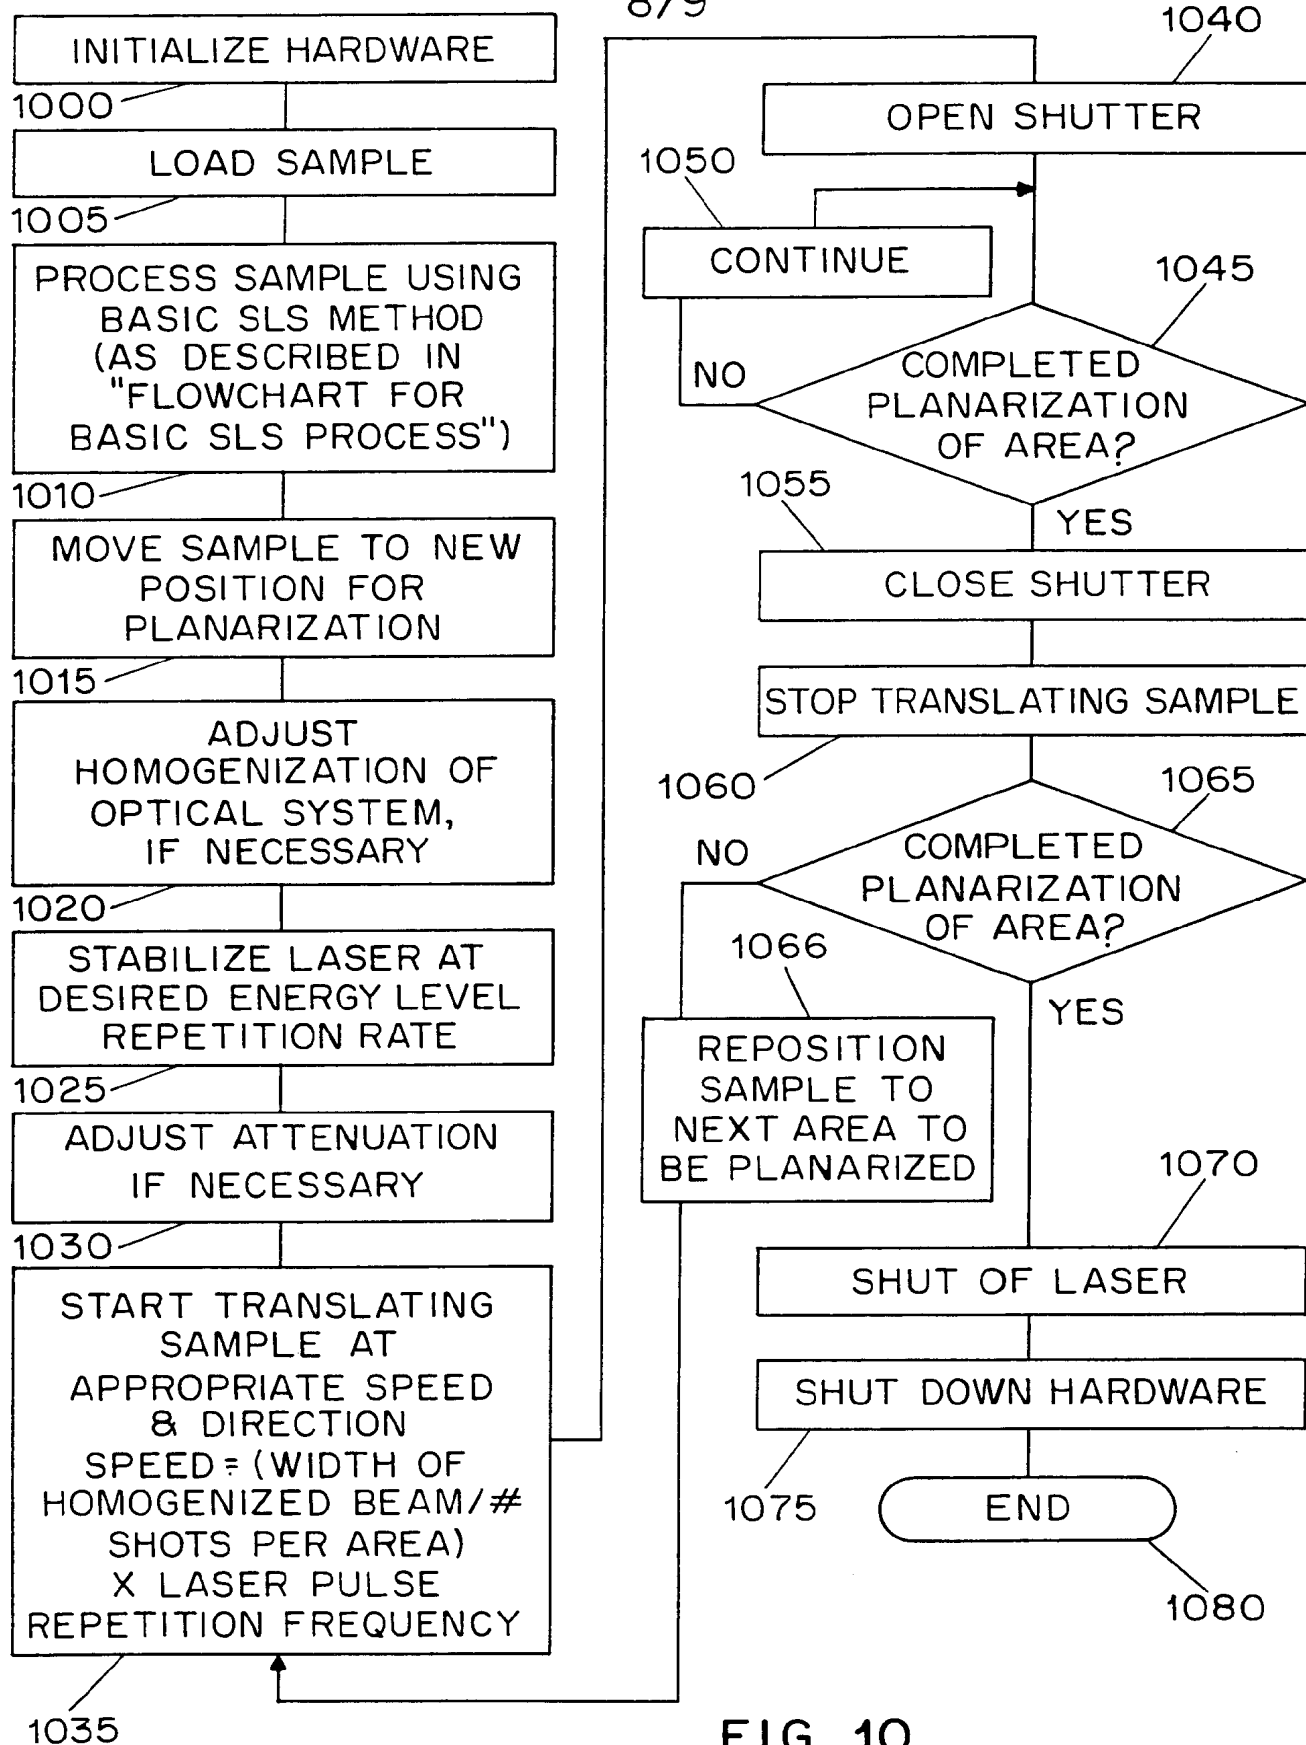 8/9
INITIALIZE HARDWARE
1000
LOAD SAMPLE
1005
PROCESS SAMPLE USING
BASIC SLS METHOD
(AS DESCRIBED IN
"FLOWCHART FOR
BASIC SLS PROCESS")
1010
MOVE SAMPLE TO NEW
POSITION FOR
PLANARIZATION
1015
ADJUST
HOMOGENIZATION OF
OPTICAL SYSTEM,
IF NECESSARY
1020
STABILIZE LASER AT
DESIRED ENERGY LEVEL
REPETITION RATE
1025
ADJUST ATTENUATION
IF NECESSARY
1030
START TRANSLATING
SAMPLE AT
APPROPRIATE SPEED
& DIRECTION
SPEED = (WIDTH OF
HOMOGENIZED BEAM/#
SHOTS PER AREA)
X LASER PULSE
REPETITION FREQUENCY
1035
1040
OPEN SHUTTER
1050
CONTINUE
1045
NO
COMPLETED
PLANARIZATION
OF AREA?
YES
1055
CLOSE SHUTTER
STOP TRANSLATING SAMPLE
1060
1065
NO
COMPLETED
PLANARIZATION
OF AREA?
YES
1066
REPOSITION
SAMPLE TO
NEXT AREA TO
BE PLANARIZED
1070
SHUT OF LASER
SHUT DOWN HARDWARE
1075
END
1080
FIG. 10